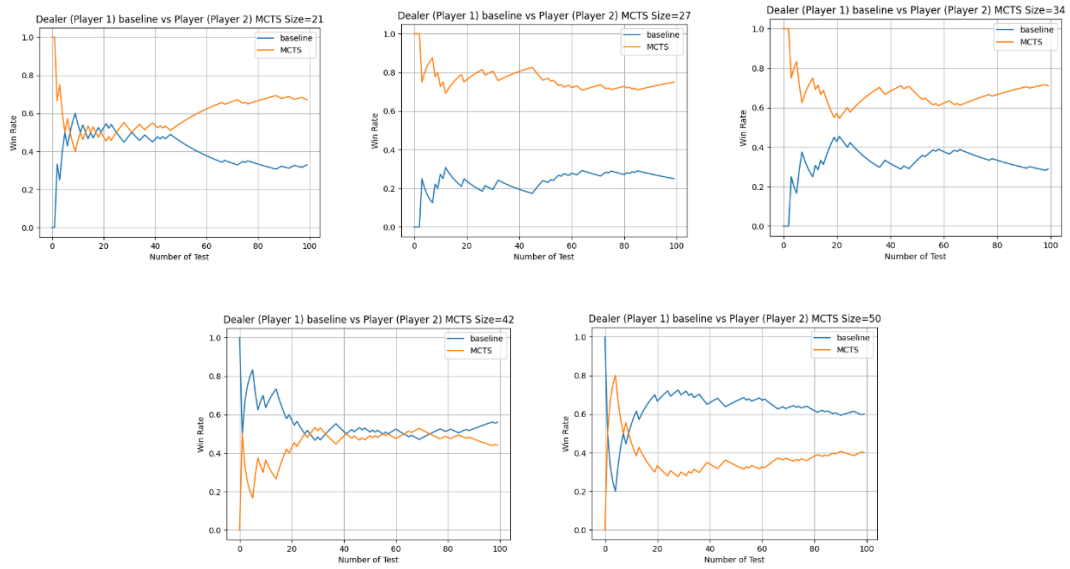 Dealer (Player 1) baseline vs Player (Player 2) MCTS Size=21
baseline
MCTS
Win Rate
1.0
0.8
0.6
0.4
0.2
0.0
0 20 40 60 80 100
Number of Test
Dealer (Player 1) baseline vs Player (Player 2) MCTS Size=27
baseline
MCTS
Win Rate
1.0
0.8
0.6
0.4
0.2
0.0
0 20 40 60 80 100
Number of Test
Dealer (Player 1) baseline vs Player (Player 2) MCTS Size=34
baseline
MCTS
Win Rate
1.0
0.8
0.6
0.4
0.2
0.0
0 20 40 60 80 100
Number of Test
Dealer (Player 1) baseline vs Player (Player 2) MCTS Size=42
baseline
MCTS
Win Rate
1.0
0.8
0.6
0.4
0.2
0.0
0 20 40 60 80 100
Number of Test
Dealer (Player 1) baseline vs Player (Player 2) MCTS Size=50
baseline
MCTS
Win Rate
1.0
0.8
0.6
0.4
0.2
0.0
0 20 40 60 80 100
Number of Test